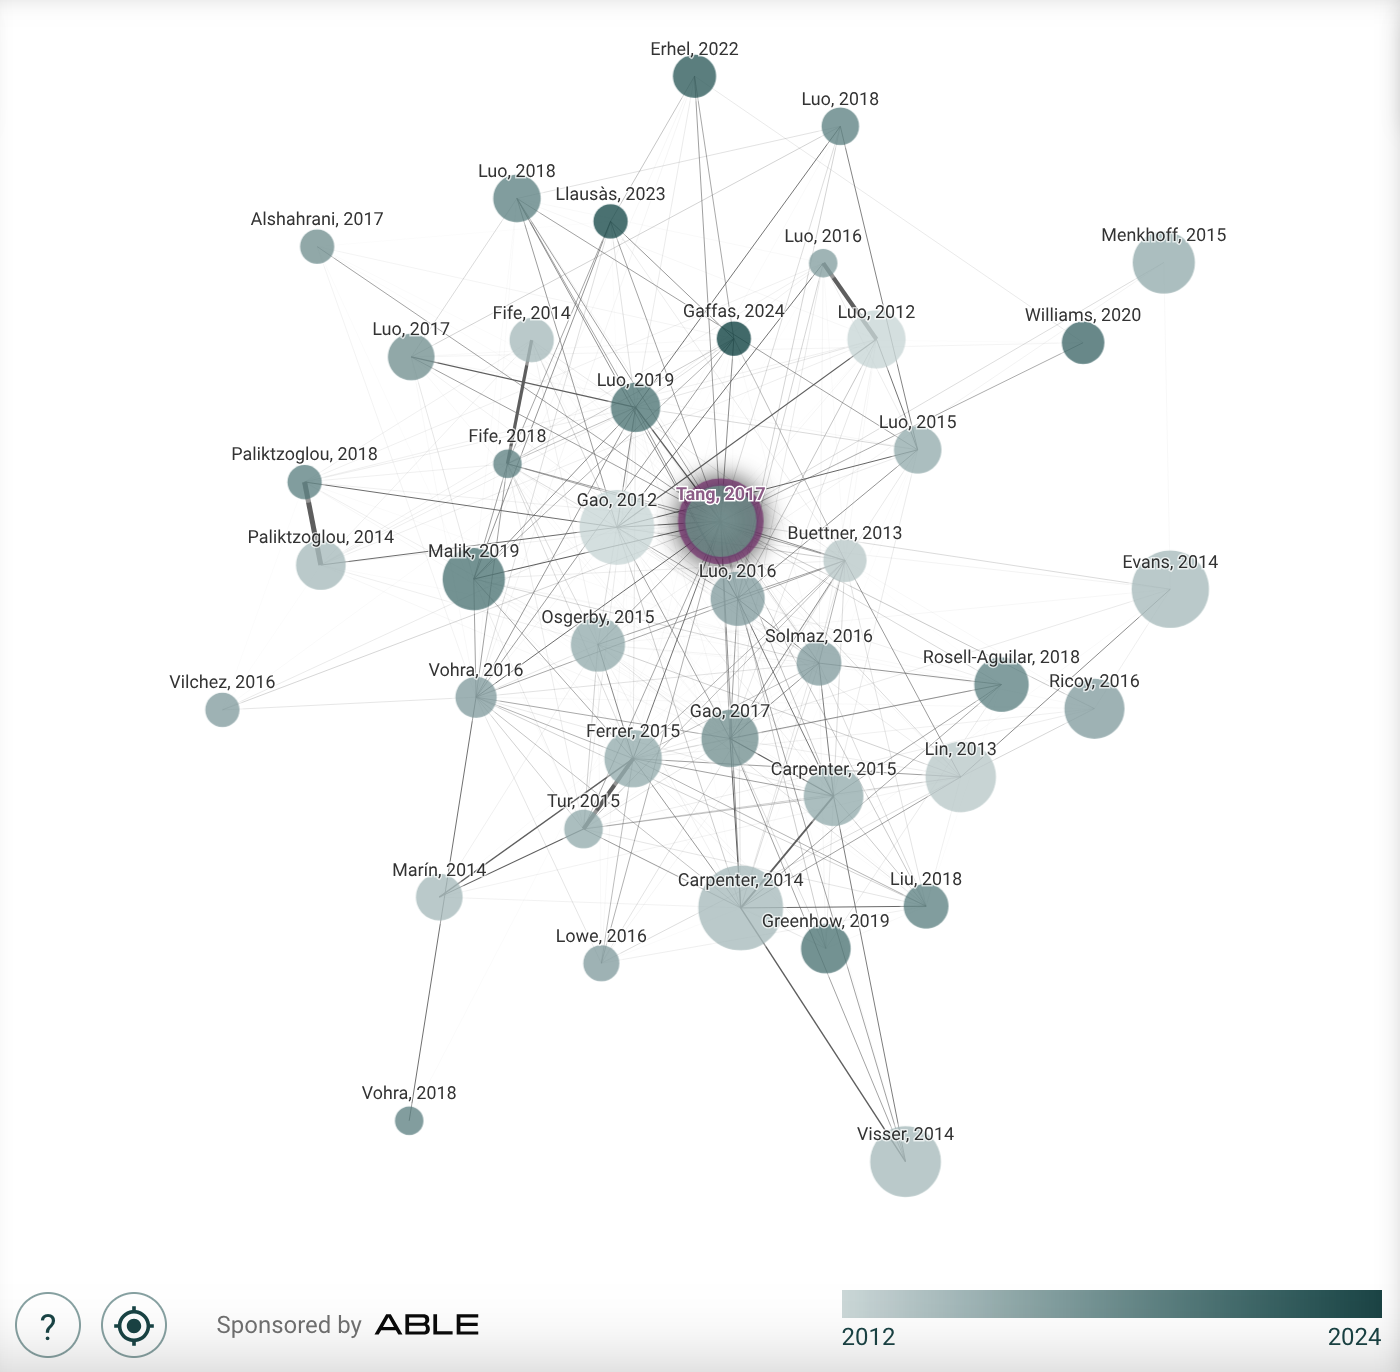 Erhel, 2022
Luo, 2018
Luo, 2018
Llausàs, 2023
Alshahrani, 2017
Luo, 2016
Menkhoff, 2015
Luo, 2017
Fife, 2014
Gaffas, 2024
Luo, 2012
Williams, 2020
Luo, 2019
Luo, 2015
Fife, 2018
Paliktzoglou, 2018
Gao, 2012
Tang, 2017
Paliktzoglou, 2014
Malik, 2019
Buettner, 2013
Luo, 2016
Evans, 2014
Osgerby, 2015
Solmaz, 2016
Rosell-Aguilar, 2018
Vilchez, 2016
Vohra, 2016
Ricoy, 2016
Ferrer, 2015
Gao, 2017
Lin, 2013
Carpenter, 2015
Tur, 2015
Marín, 2014
Carpenter, 2014
Liu, 2018
Lowe, 2016
Greenhow, 2019
Vohra, 2018
Visser, 2014
?
Sponsored by ABLE
2012
2024